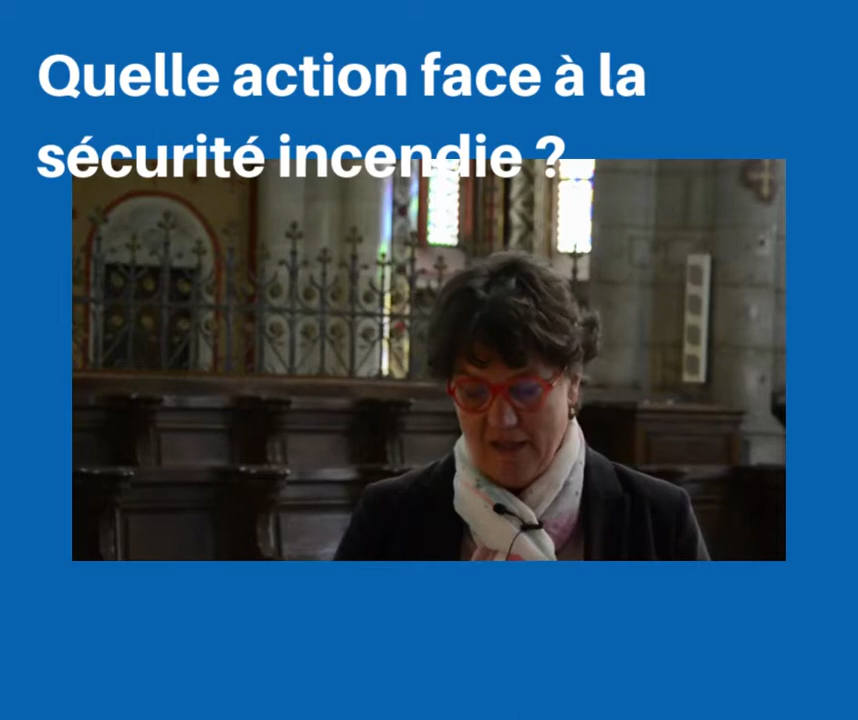 Quelle action face à la
sécurité incendie ?